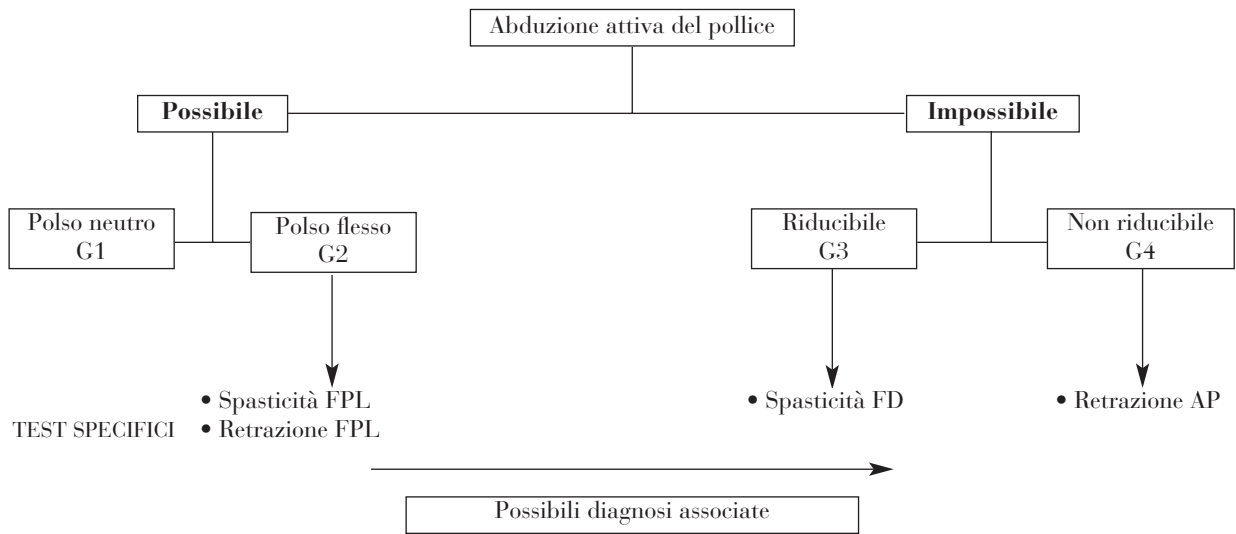 Abduzione attiva del pollice
Possibile
Impossibile
Polso neutro
G1
Polso flesso
G2
Riducibile
G3
Non riducibile
G4
TEST SPECIFICI
• Spasticità FPL
• Retrazione FPL
• Spasticità FD
• Retrazione AP
Possibili diagnosi associate